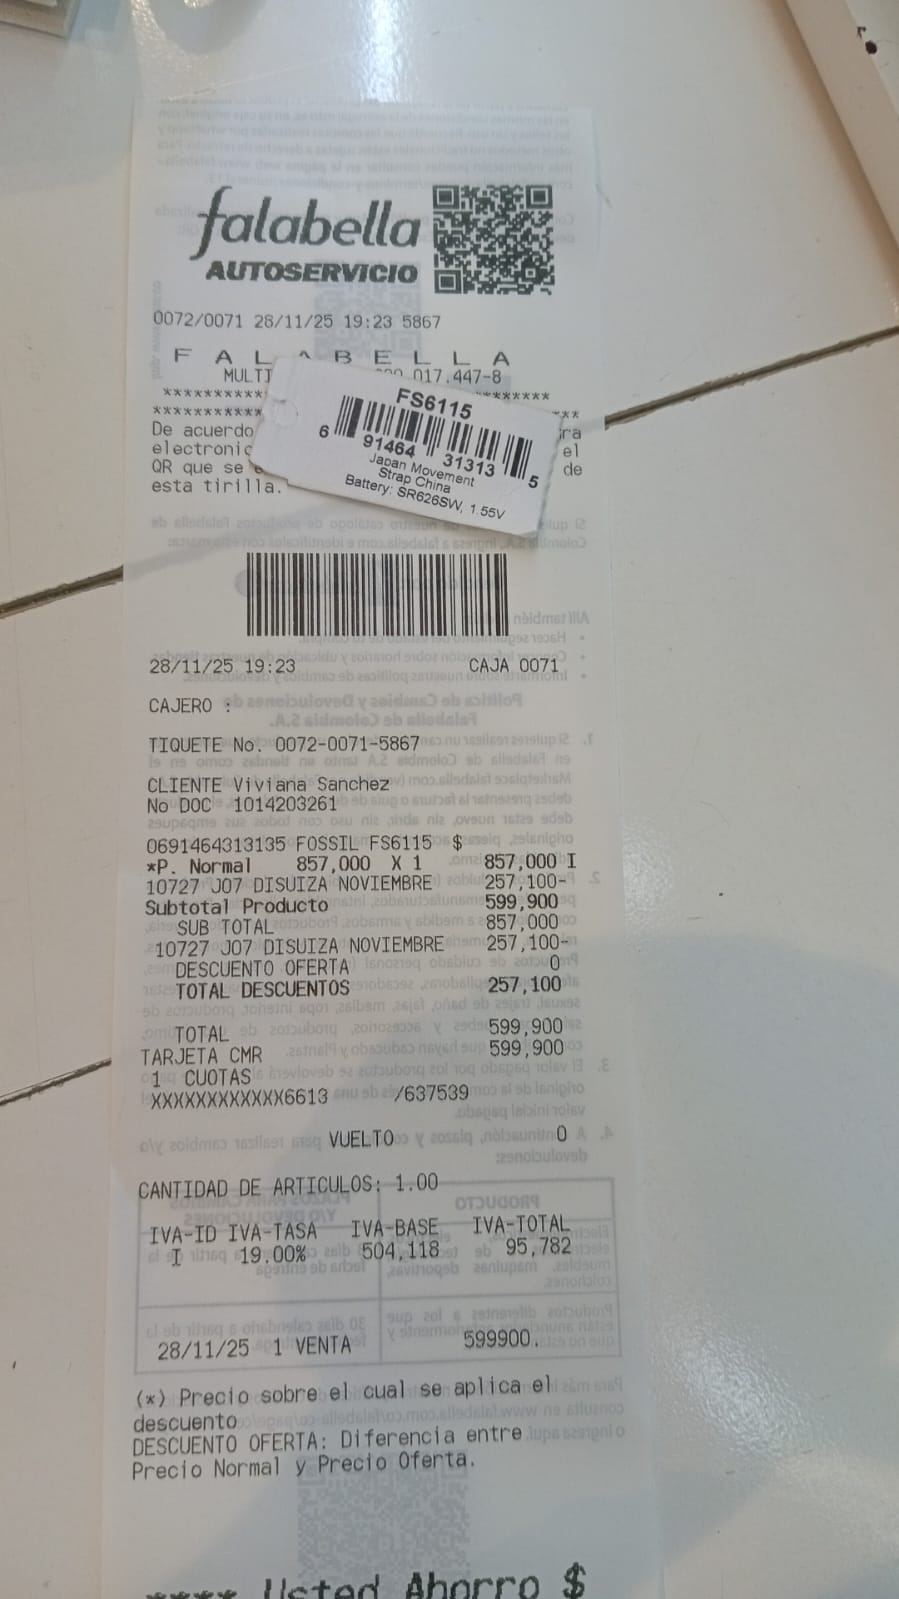 falabella
AUTOSERVICIO
0072/0071 28/11/25 19:23 5867
F A L A B E L L A
MULTI 017.447-8
**********
*******
**********
***
De acuerdo
ra
electronic
el
QR que se
de
esta tirilla.
FS6115
6 91464 31313 5
Japan Movement
Strap China
Battery: SR626SW, 1.55V
28/11/25 19:23 CAJA 0071
CAJERO :
TIQUETE No. 0072-0071-5867
CLIENTE Viviana Sanchez
No DOC 1014203261
0691464313135 FOSSIL FS6115 $
*P. Normal 857,000 X 1 857,000 I
10727 J07 DISUIZA NOVIEMBRE 257,100-
Subtotal Producto 599,900
SUB TOTAL 857,000
10727 J07 DISUIZA NOVIEMBRE 257,100-
DESCUENTO OFERTA 0
TOTAL DESCUENTOS 257,100
TOTAL 599,900
TARJETA CMR 599,900
1 CUOTAS
XXXXXXXXXXXX6613 /637539
VUELTO 0
CANTIDAD DE ARTICULOS: 1.00
IVA-ID IVA-TASA IVA-BASE IVA-TOTAL
I 19.00% 504,118 95,782
28/11/25 1 VENTA 599900.
(*) Precio sobre el cual se aplica el
descuento
DESCUENTO OFERTA: Diferencia entre
Precio Normal y Precio Oferta.
**** Usted Ahorro $